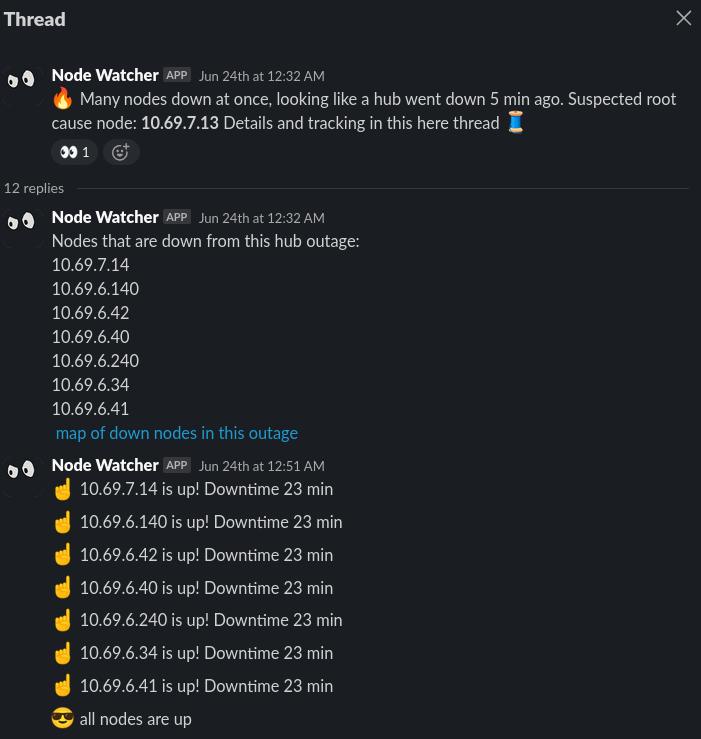 Thread
Node Watcher APP Jun 24th at 12:32 AM
🔥 Many nodes down at once, looking like a hub went down 5 min ago. Suspected root
cause node: 10.69.7.13 Details and tracking in this here thread 🧵
👀 1
12 replies
Node Watcher APP Jun 24th at 12:32 AM
Nodes that are down from this hub outage:
10.69.7.14
10.69.6.140
10.69.6.42
10.69.6.40
10.69.6.240
10.69.6.34
10.69.6.41
map of down nodes in this outage
Node Watcher APP Jun 24th at 12:51 AM
☝️ 10.69.7.14 is up! Downtime 23 min
☝️ 10.69.6.140 is up! Downtime 23 min
☝️ 10.69.6.42 is up! Downtime 23 min
☝️ 10.69.6.40 is up! Downtime 23 min
☝️ 10.69.6.240 is up! Downtime 23 min
☝️ 10.69.6.34 is up! Downtime 23 min
☝️ 10.69.6.41 is up! Downtime 23 min
😎 all nodes are up